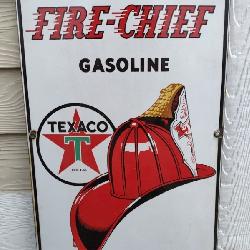 FIRE-CHIEF
GASOLINE
TEXACO
T